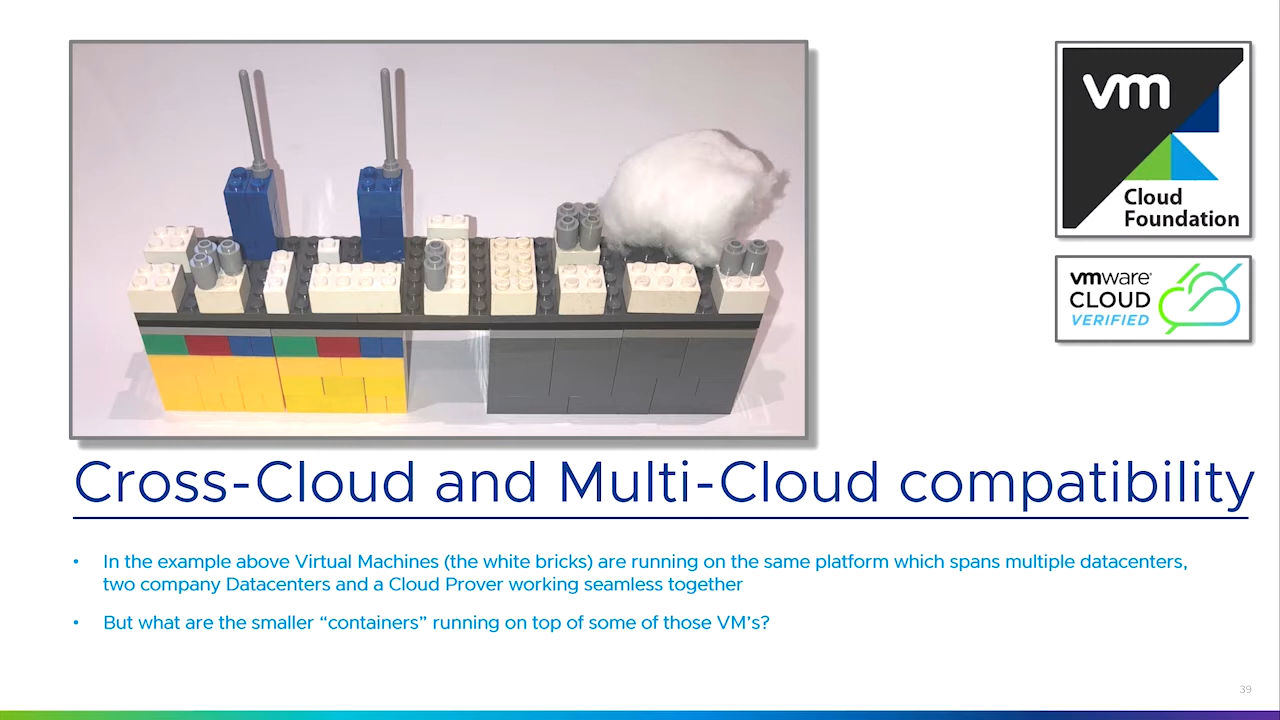 vm
Cloud
Foundation
vmware®
CLOUD
VERIFIED
Cross-Cloud and Multi-Cloud compatibility
• In the example above Virtual Machines (the white bricks) are running on the same platform which spans multiple datacenters,
two company Datacenters and a Cloud Prover working seamless together
• But what are the smaller “containers” running on top of some of those VM’s?
39